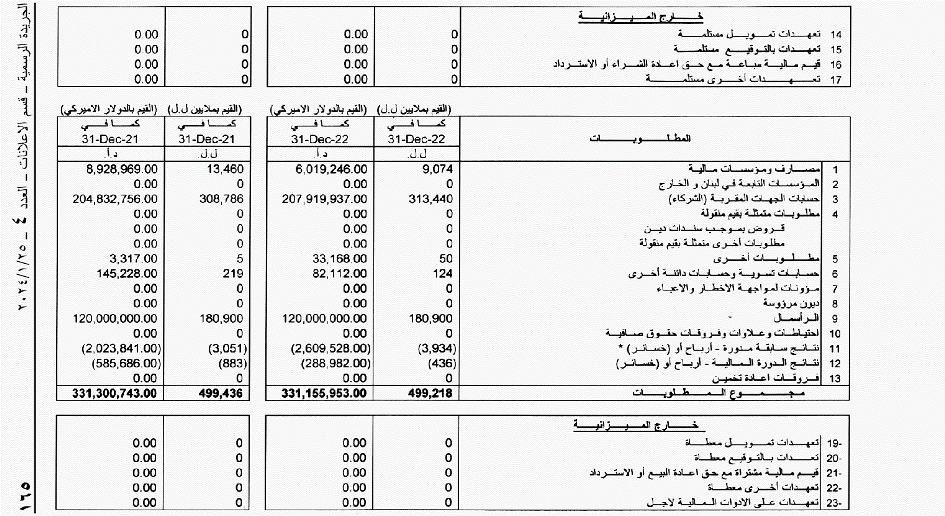 الجريدة الرسمية – قسم الاعلانات – العدد ٤ – ٢٠٢٤/١/٢٥
خارج الميزانية
14 تعهدات تمويل مستلمة 0 0.00 0 0.00
15 تعهدات بالتوقيع مستلمة 0 0.00 0 0.00
16 قيم مالية مباعة مع حق اعادة الشراء أو الاسترداد 0 0.00 0 0.00
17 تعهدات أخرى مستلمة 0 0.00 0 0.00
(القيم بملايين ل.ل) (القيم بالدولار الاميركي) (القيم بملايين ل.ل) (القيم بالدولار الاميركي)
المطلوبات
كما في كما في كما في كما في
31-Dec-22 31-Dec-22 31-Dec-21 31-Dec-21
ل.ل. د.أ. ل.ل. د.أ.
1 مصارف ومؤسسات مالية 9,074 6,019,246.00 13,460 8,928,969.00
2 المؤسسات التابعة في لبنان و الخارج 0 0.00 0 0.00
3 حسابات الجهات المقربة (الشركاء) 313,440 207,919,937.00 308,786 204,832,756.00
4 مطلوبات متمثلة بقيم منقولة 0 0.00 0 0.00
قروض بموجب سندات دين 0 0.00 0 0.00
مطلوبات أخرى متمثلة بقيم منقولة 0 0.00 0 0.00
5 مطلوبات أخرى 50 33,168.00 5 3,317.00
6 حسابات تسوية وحسابات دائنة أخرى 124 82,112.00 219 145,228.00
7 مؤونات لمواجهة الاخطار والاعباء 0 0.00 0 0.00
8 ديون مرؤوسة 0 0.00 0 0.00
9 الرأسمال 180,900 120,000,000.00 180,900 120,000,000.00
10 احتياطات وعلاوات وفروقات حقوق صافية 0 0.00 0 0.00
11 نتائج سابقة مدورة - أرباح أو (خسائر) * (3,934) (2,609,528.00) (3,051) (2,023,841.00)
12 نتائج الدورة المالية - أرباح أو (خسائر) (436) (288,982.00) (883) (585,686.00)
13 فروقات اعادة تخمين 0 0.00 0 0.00
مجموع المطلوبات 499,218 331,155,953.00 499,436 331,300,743.00
خارج الميزانية
19- تعهدات تمويل معطاة 0 0.00 0 0.00
20- تعهدات بالتوقيع معطاة 0 0.00 0 0.00
21- قيم مالية مشتراة مع حق اعادة البيع أو الاسترداد 0 0.00 0 0.00
22- تعهدات أخرى معطاة 0 0.00 0 0.00
23- تعهدات على الادوات المالية لاجل 0 0.00 0 0.00
١٦٥